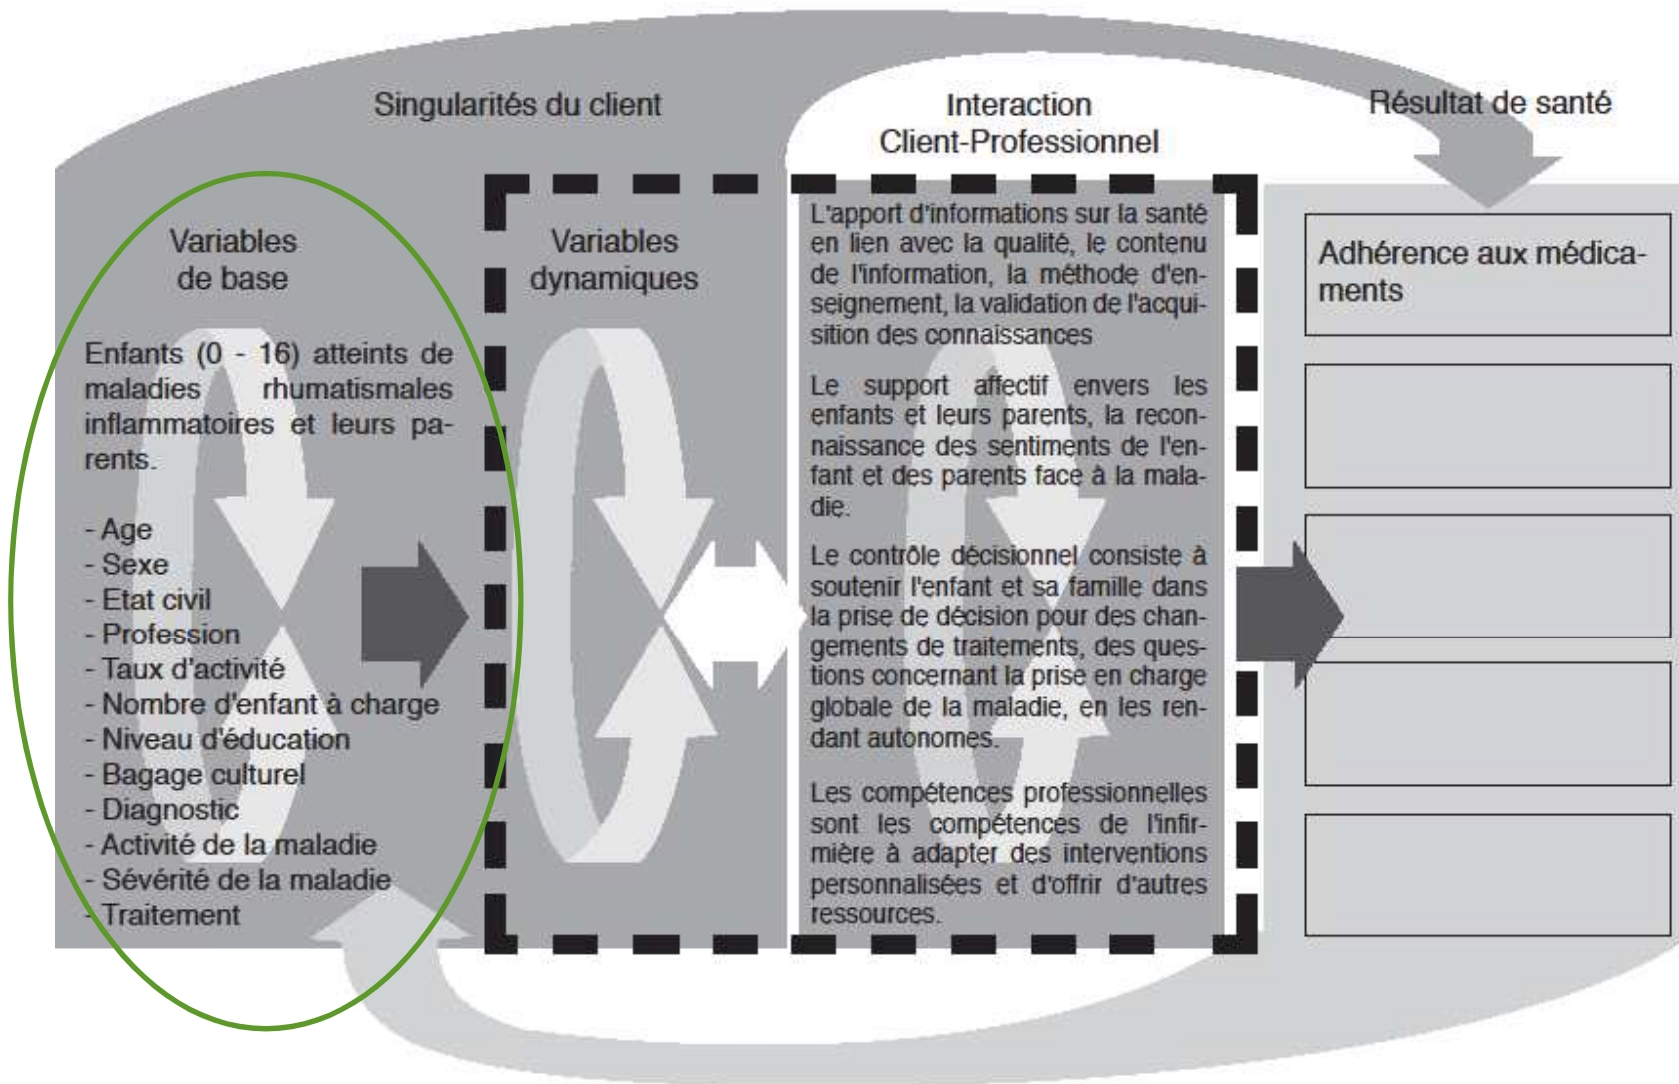 Singularités du client
Interaction
Client-Professionnel
Résultat de santé
Variables
de base
Enfants (0 - 16) atteints de
maladies rhumatismales
inflammatoires et leurs pa-
rents.
- Age
- Sexe
- Etat civil
- Profession
- Taux d'activité
- Nombre d'enfant à charge
- Niveau d'éducation
- Bagage culturel
- Diagnostic
- Activité de la maladie
- Sévérité de la maladie
- Traitement
Variables
dynamiques
L'apport d'informations sur la santé
en lien avec la qualité, le contenu
de l'information, la méthode d'en-
seignement, la validation de l'acqui-
sition des connaissances
Le support affectif envers les
enfants et leurs parents, la recon-
naissance des sentiments de l'en-
fant et des parents face à la mala-
die.
Le contrôle décisionnel consiste à
soutenir l'enfant et sa famille dans
la prise de décision pour des chan-
gements de traitements, des ques-
tions concernant la prise en charge
globale de la maladie, en les ren-
dant autonomes.
Les compétences professionnelles
sont les compétences de l'infir-
mière à adapter des interventions
personnalisées et d'offrir d'autres
ressources.
Adhérence aux médica-
ments